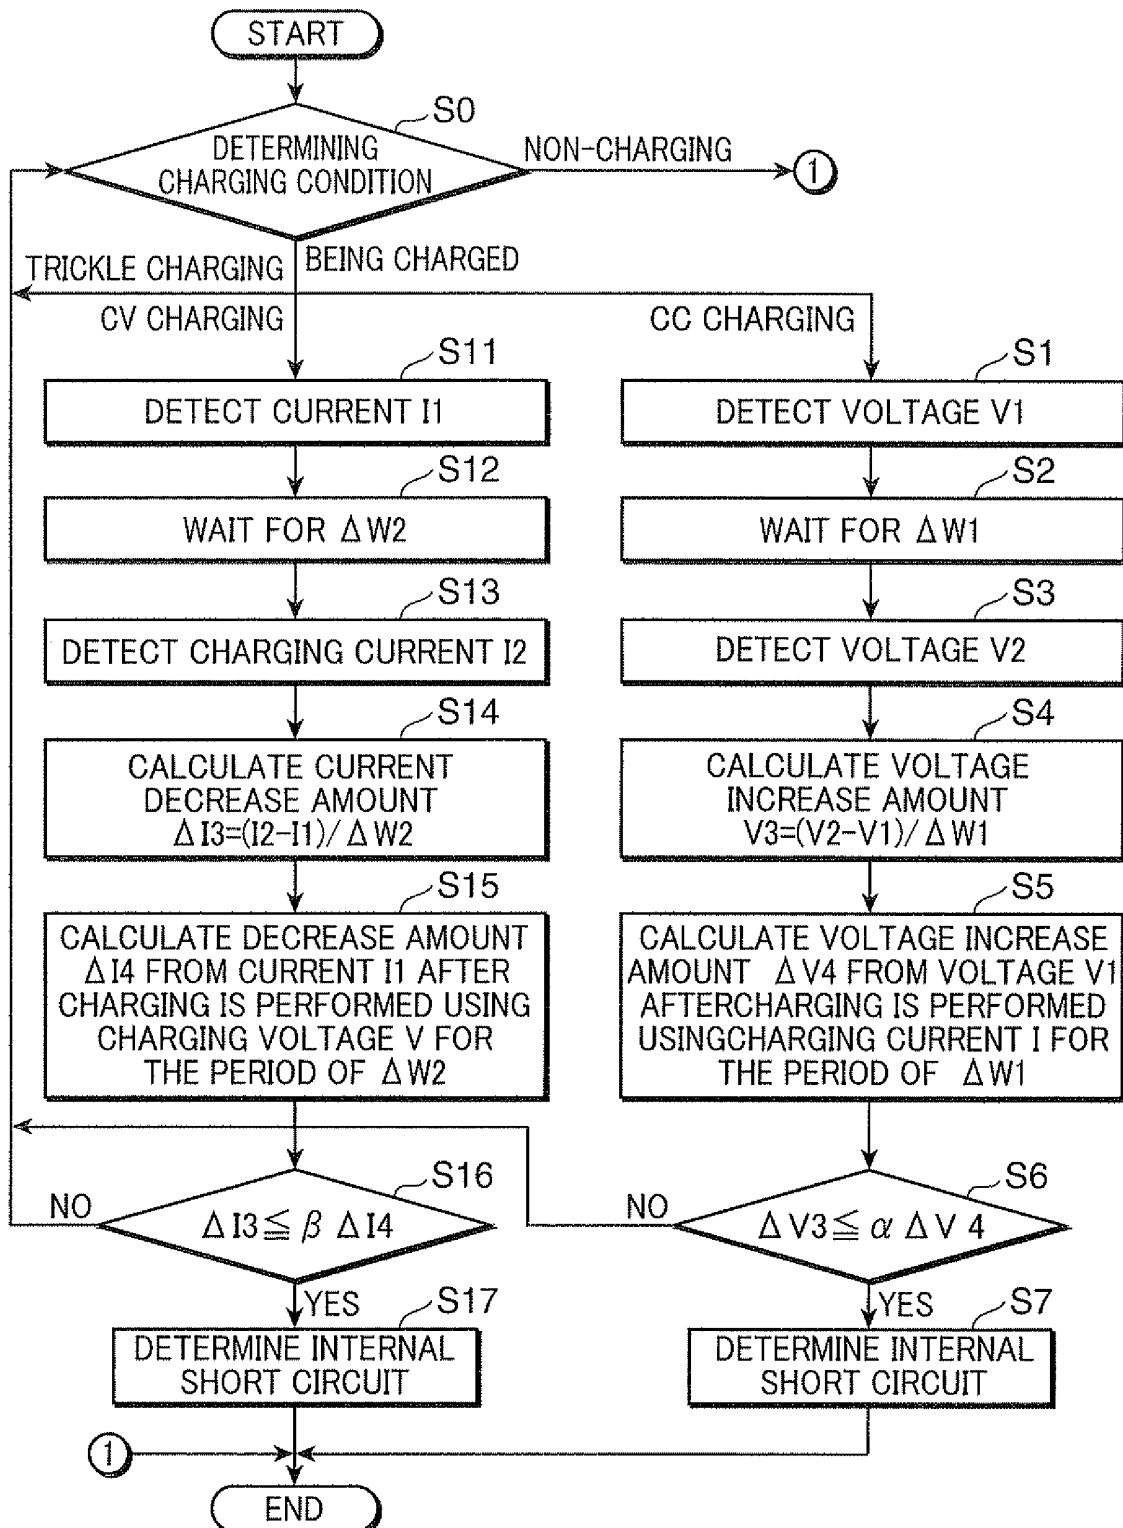 START
S0
DETERMINING
CHARGING CONDITION
NON-CHARGING
1
BEING CHARGED
TRICKLE CHARGING
CV CHARGING
CC CHARGING
S11
DETECT CURRENT I1
S12
WAIT FOR ΔW2
S13
DETECT CHARGING CURRENT I2
S14
CALCULATE CURRENT
DECREASE AMOUNT
ΔI3=(I2-I1)/ΔW2
S15
CALCULATE DECREASE AMOUNT
ΔI4 FROM CURRENT I1 AFTER
CHARGING IS PERFORMED USING
CHARGING VOLTAGE V FOR
THE PERIOD OF ΔW2
S16
NO
ΔI3≦β ΔI4
YES
S17
DETERMINE INTERNAL
SHORT CIRCUIT
S1
DETECT VOLTAGE V1
S2
WAIT FOR ΔW1
S3
DETECT VOLTAGE V2
S4
CALCULATE VOLTAGE
INCREASE AMOUNT
V3=(V2-V1)/ΔW1
S5
CALCULATE VOLTAGE INCREASE
AMOUNT ΔV4 FROM VOLTAGE V1
AFTERCHARGING IS PERFORMED
USINGCHARGING CURRENT I FOR
THE PERIOD OF ΔW1
S6
NO
ΔV3≦α ΔV 4
YES
S7
DETERMINE INTERNAL
SHORT CIRCUIT
1
END